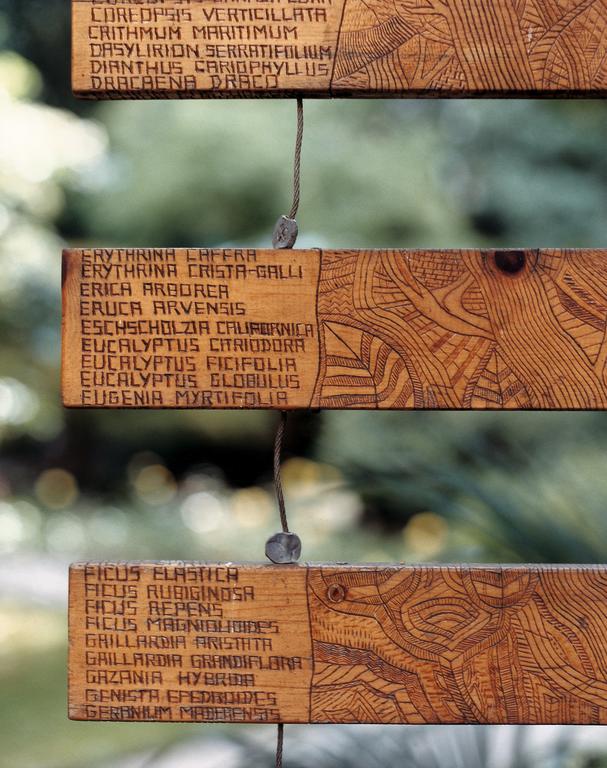 COREOPSIS
COREOPSIS VERTICILLATA
CRITHMUM MARITIMUM
DASYLIRION SERRATIFOLIUM
DIANTHUS CARIOPHYLLUS
DRACAENA DRACO
ERYTHRINA CAFFRA
ERYTHRINA CRISTA-GALLI
ERICA ARBOREA
ERUCA ARVENSIS
ESCHSCHOLZIA CALIFORNICA
EUCALYPTUS CITRIODORA
EUCALYPTUS FICIFOLIA
EUCALYPTUS GLOBULUS
EUGENIA MYRTIFOLIA
FICUS ELASTICA
FICUS RUBIGINOSA
FICUS REPENS
FICUS MAGNOLIOIDES
GAILLARDIA ARISTATA
GAILLARDIA GRANDIFLORA
GAZANIA HYBRIDA
GENISTA EFEDROIDES
GERANIUM MADERENSE